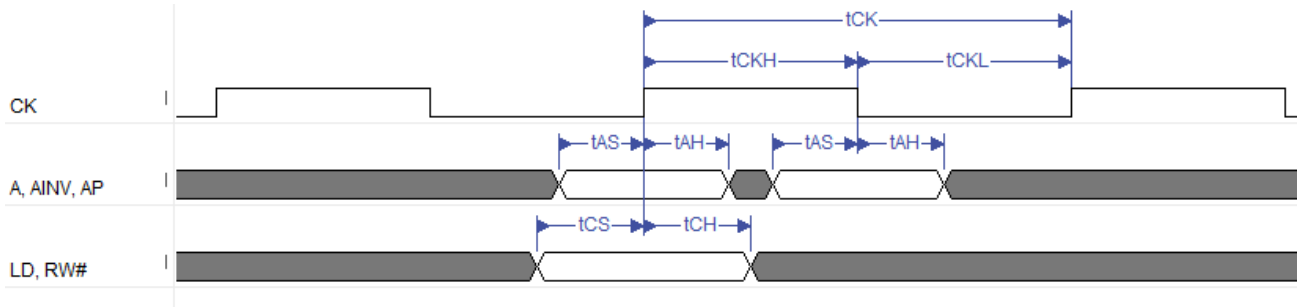 tCK
tCKH tCKL
CK
tAS tAH tAS tAH
A, AINV, AP
tCS tCH
LD, RW#